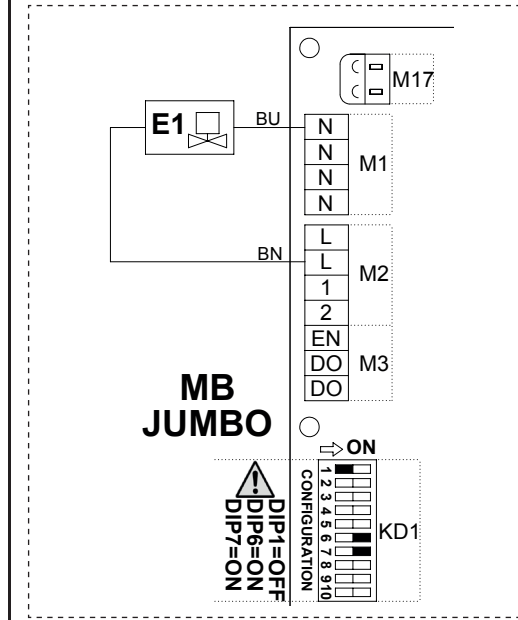 M17
E1
BU
N
N
N
N
M1
BN
L
L
1
2
M2
EN
DO
DO
M3
MB
JUMBO
ON
DIP1=OFF
DIP6=ON
DIP7=ON
CONFIGURATION
1 2 3 4 5 6 7 8 9 10
KD1